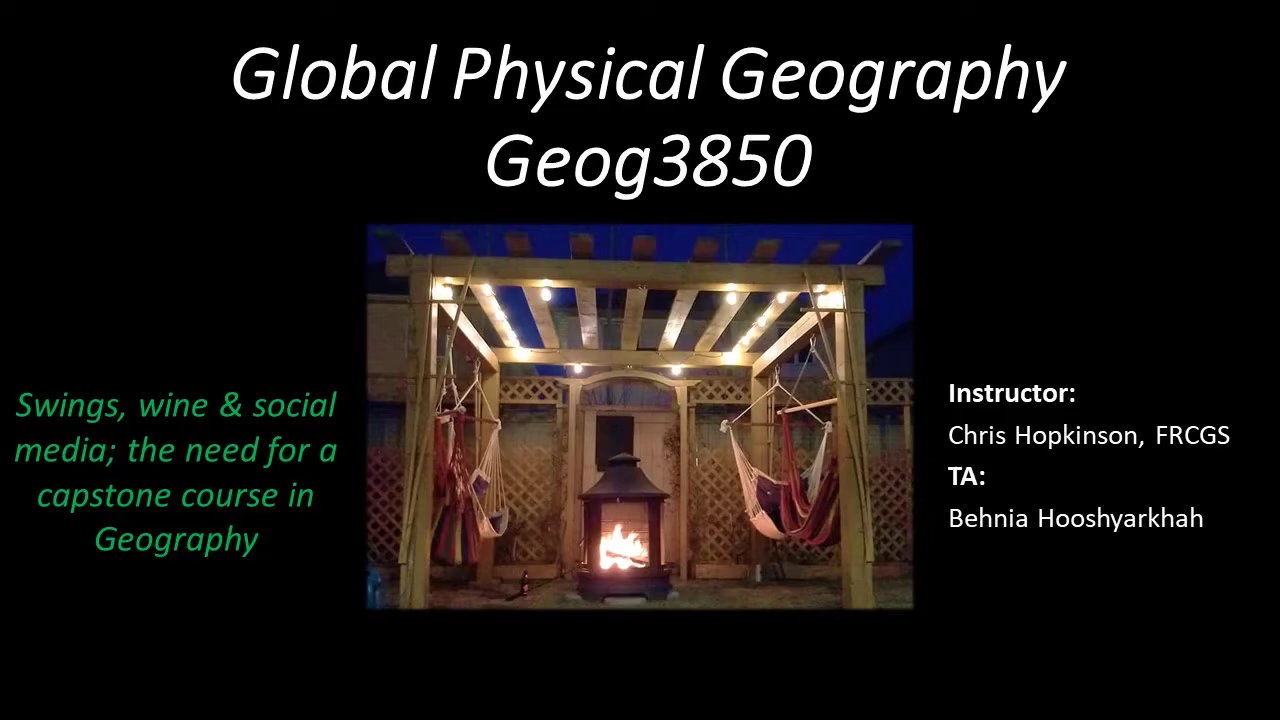 Global Physical Geography
Geog3850
Swings, wine & social
media; the need for a
capstone course in
Geography
Instructor:
Chris Hopkinson, FRCGS
TA:
Behnia Hooshyarkhah